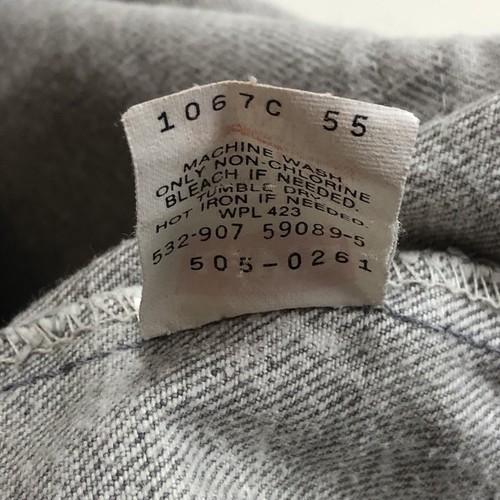 1067C 55
MACHINE WASH
ONLY NON-CHLORINE
BLEACH IF NEEDED.
TUMBLE DRY.
HOT IRON IF NEEDED.
WPL 423
532-907 59089-5
505-0261